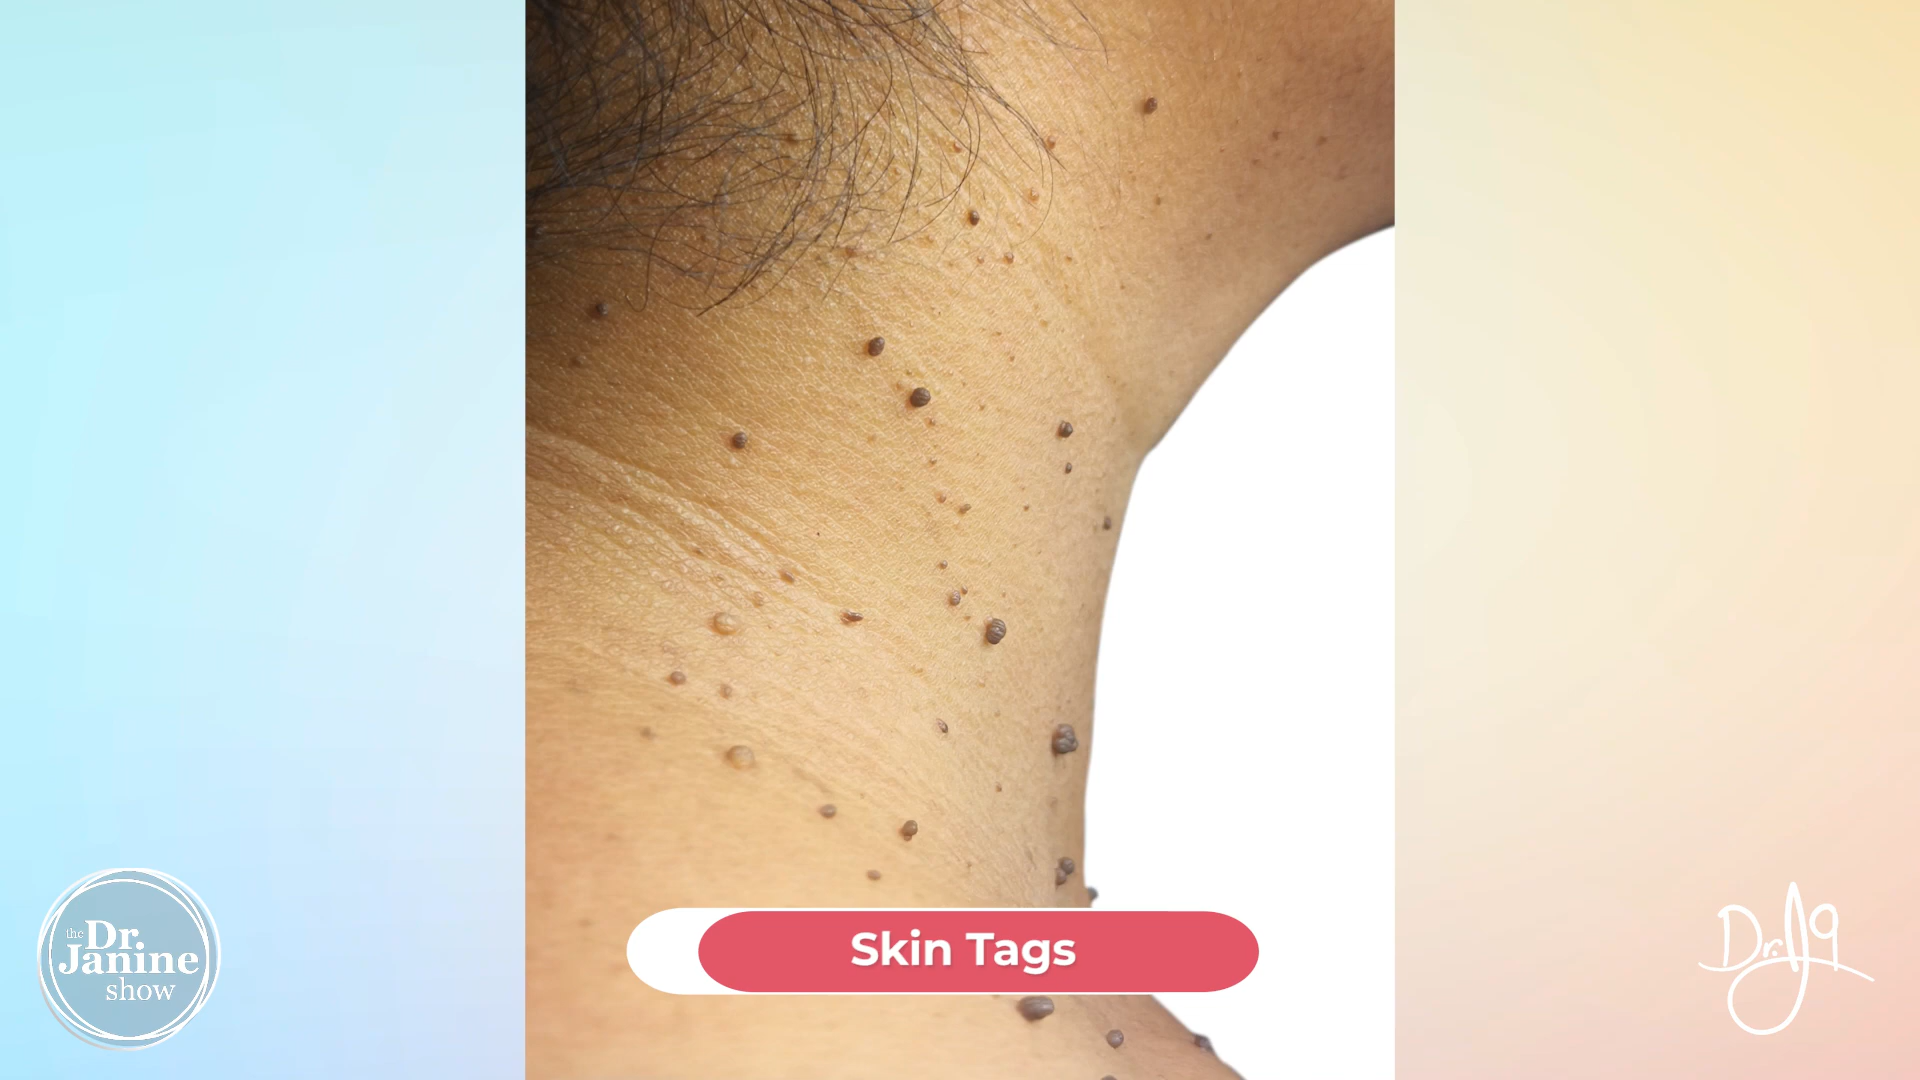 the Dr.
Janine
show
Skin Tags
Dr. J9